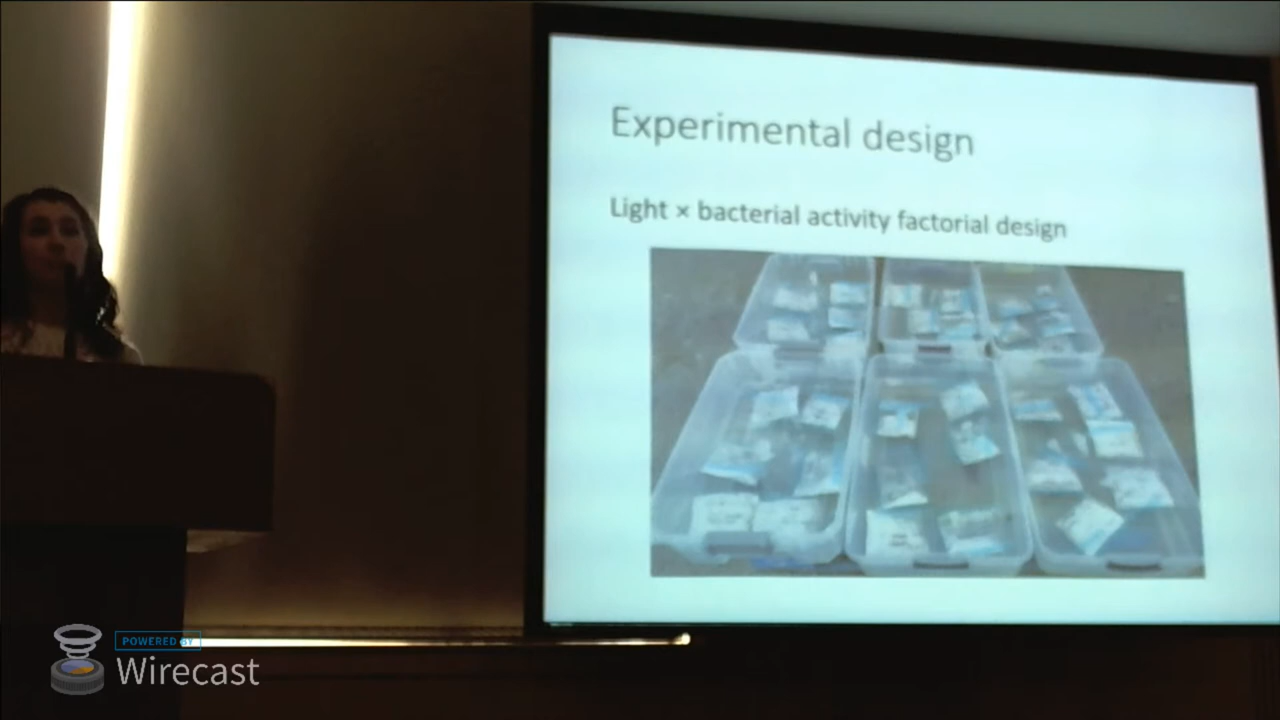 Experimental design
Light × bacterial activity factorial design
POWERED BY
Wirecast